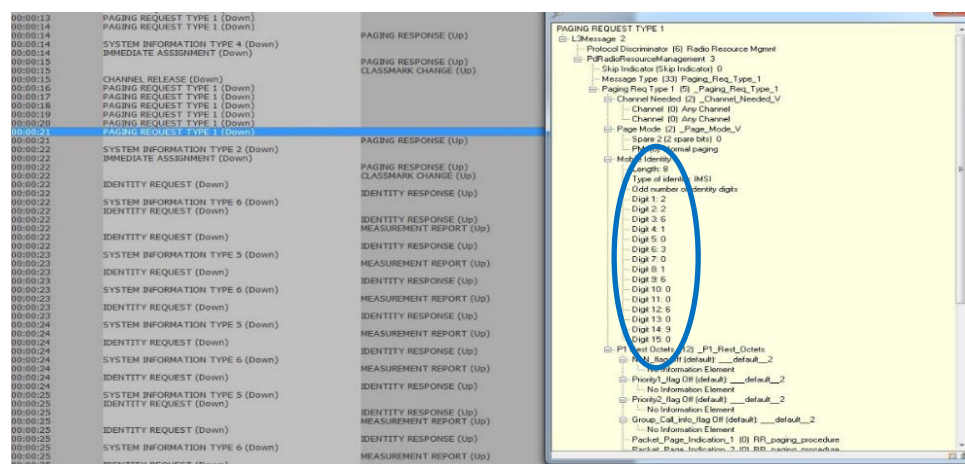 00:00:13 PAGING REQUEST TYPE 1 (Down)
00:00:14 PAGING REQUEST TYPE 1 (Down)
00:00:14 PAGING RESPONSE (Up)
00:00:14 SYSTEM INFORMATION TYPE 4 (Down)
00:00:14 IMMEDIATE ASSIGNMENT (Down)
00:00:15 PAGING RESPONSE (Up)
00:00:15 CLASSMARK CHANGE (Up)
00:00:15 CHANNEL RELEASE (Down)
00:00:16 PAGING REQUEST TYPE 1 (Down)
00:00:17 PAGING REQUEST TYPE 1 (Down)
00:00:18 PAGING REQUEST TYPE 1 (Down)
00:00:19 PAGING REQUEST TYPE 1 (Down)
00:00:20 PAGING REQUEST TYPE 1 (Down)
00:00:21 PAGING REQUEST TYPE 1 (Down)
00:00:21 PAGING RESPONSE (Up)
00:00:22 SYSTEM INFORMATION TYPE 2 (Down)
00:00:22 IMMEDIATE ASSIGNMENT (Down)
00:00:22 PAGING RESPONSE (Up)
00:00:22 CLASSMARK CHANGE (Up)
00:00:22 IDENTITY REQUEST (Down)
00:00:22 IDENTITY RESPONSE (Up)
00:00:22 SYSTEM INFORMATION TYPE 6 (Down)
00:00:22 IDENTITY REQUEST (Down)
00:00:22 IDENTITY RESPONSE (Up)
00:00:22 MEASUREMENT REPORT (Up)
00:00:22 IDENTITY REQUEST (Down)
00:00:22 IDENTITY RESPONSE (Up)
00:00:23 SYSTEM INFORMATION TYPE 5 (Down)
00:00:23 MEASUREMENT REPORT (Up)
00:00:23 IDENTITY REQUEST (Down)
00:00:23 IDENTITY RESPONSE (Up)
00:00:23 SYSTEM INFORMATION TYPE 6 (Down)
00:00:23 MEASUREMENT REPORT (Up)
00:00:23 IDENTITY REQUEST (Down)
00:00:23 IDENTITY RESPONSE (Up)
00:00:24 SYSTEM INFORMATION TYPE 5 (Down)
00:00:24 MEASUREMENT REPORT (Up)
00:00:24 IDENTITY REQUEST (Down)
00:00:24 IDENTITY RESPONSE (Up)
00:00:24 SYSTEM INFORMATION TYPE 6 (Down)
00:00:24 MEASUREMENT REPORT (Up)
00:00:24 IDENTITY REQUEST (Down)
00:00:24 IDENTITY RESPONSE (Up)
00:00:25 SYSTEM INFORMATION TYPE 5 (Down)
00:00:25 IDENTITY REQUEST (Down)
00:00:25 IDENTITY RESPONSE (Up)
00:00:25 MEASUREMENT REPORT (Up)
00:00:25 IDENTITY REQUEST (Down)
00:00:25 IDENTITY RESPONSE (Up)
00:00:25 SYSTEM INFORMATION TYPE 6 (Down)
00:00:25 MEASUREMENT REPORT (Up)
PAGING REQUEST TYPE 1
L3Message 2
Protocol Discriminator (6) Radio Resource Mgmnt
PdRadioResourceManagement 3
Skip Indicator (Skip Indicator) 0
Message Type (33) Paging_Req_Type_1
Paging Req Type 1 (5) _Paging_Req_Type_1
Channel Needed (2) _Channel_Needed_V
Channel (0) Any Channel
Channel (0) Any Channel
Page Mode (2) _Page_Mode_V
Spare 2 (2 spare bits) 0
Normal paging
Mobile Identity
Length: 8
Type of identity: IMSI
Odd number of identity digits
Digit 1: 2
Digit 2: 2
Digit 3: 6
Digit 4: 1
Digit 5: 0
Digit 6: 3
Digit 7: 0
Digit 8: 1
Digit 9: 6
Digit 10: 0
Digit 11: 0
Digit 12: 6
Digit 13: 0
Digit 14: 9
Digit 15: 0
P1 Rest Octets (12) _P1_Rest_Octets
Off (default): ___default__2
No Information Element
Priority1_flag Off (default): ___default__2
No Information Element
Priority2_flag Off (default): ___default__2
No Information Element
Group_Call_info_flag Off (default): ___default__2
No Information Element
Packet_Page_Indication_1 (0) RR_paging_procedure
Packet_Page_Indication_2 (0) RR_paging_procedure